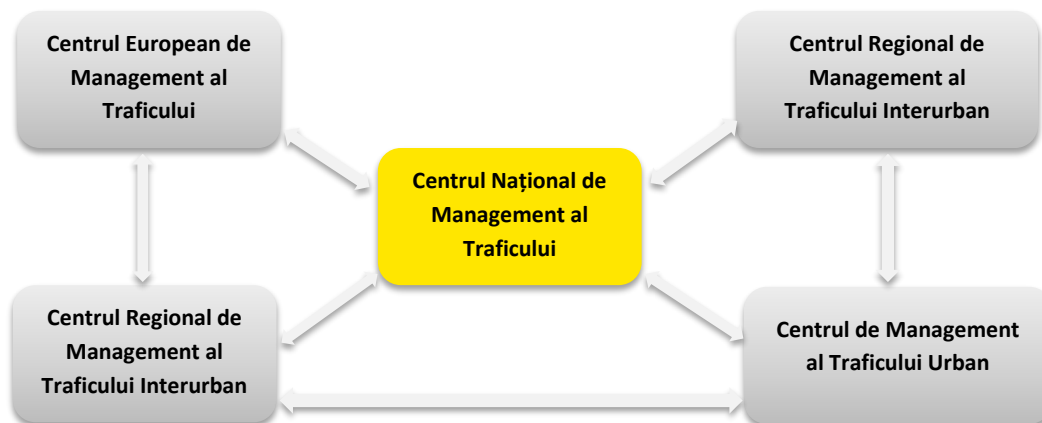 Centrul European de
Management al
Traficului
Centrul Regional de
Management al
Traficului Interurban
Centrul Național de
Management al
Traficului
Centrul Regional de
Management al
Traficului Interurban
Centrul de Management
al Traficului Urban